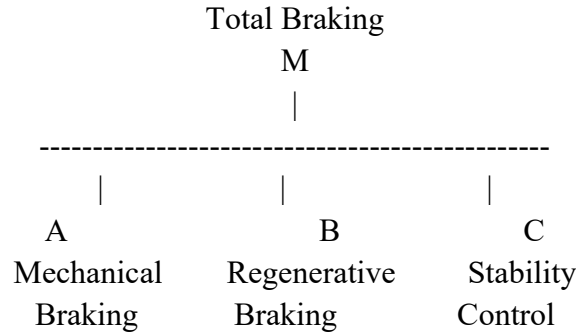 Total Braking
M
|
------------------------------------------------
| | |
A B C
Mechanical Regenerative Stability
Braking Braking Control